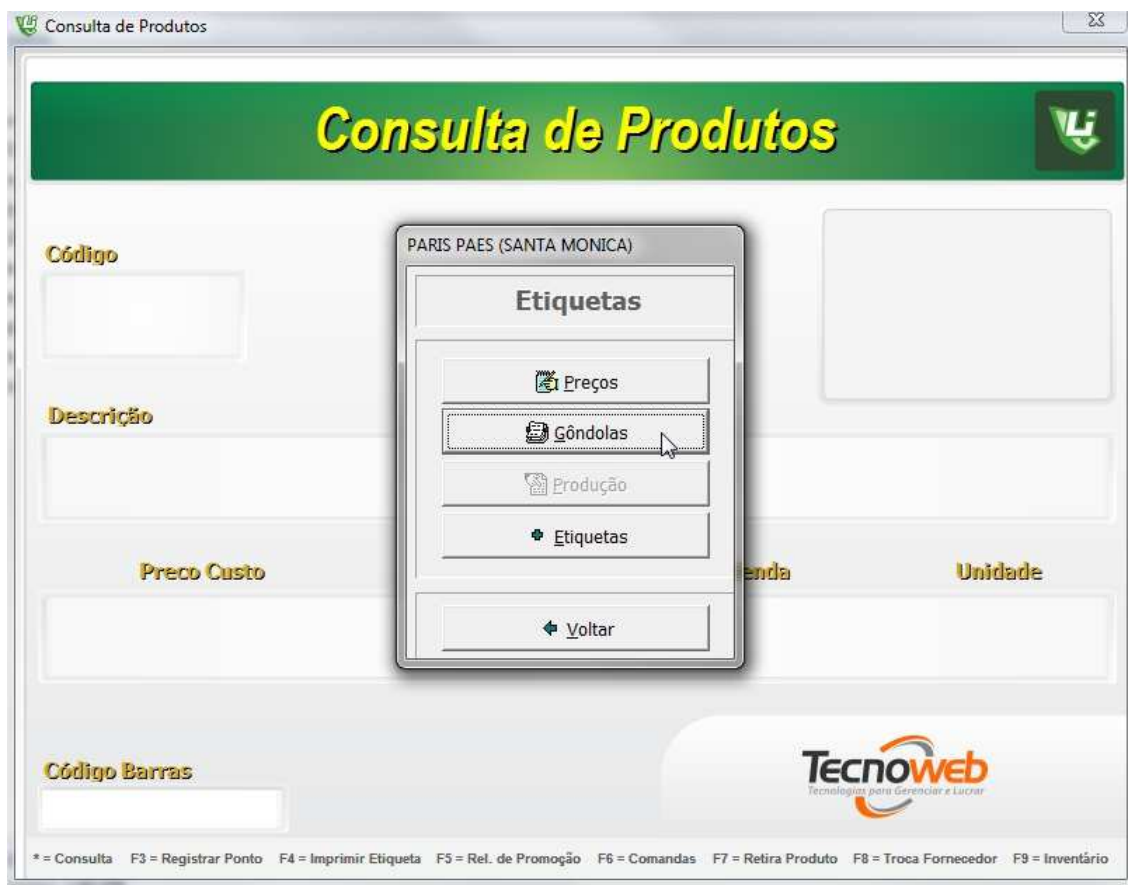 Consulta de Produtos
Consulta de Produtos
Código
PARIS PAES (SANTA MONICA)
Etiquetas
Preços
Gôndolas
Produção
Etiquetas
Voltar
Descrição
Preco Custo
enda
Unidade
Código Barras
Tecnoweb
Tecnologias para Gerenciar e Lucrar
* = Consulta F3 = Registrar Ponto F4 = Imprimir Etiqueta F5 = Rel. de Promoção F6 = Comandas F7 = Retira Produto F8 = Troca Fornecedor F9 = Inventário